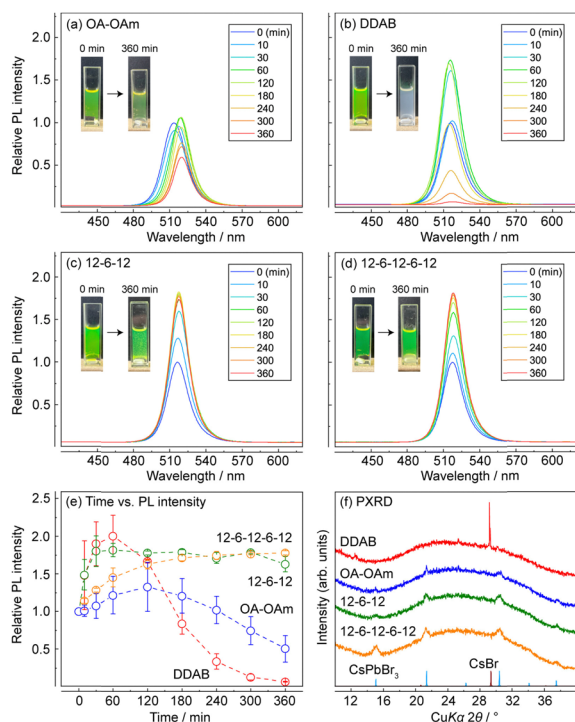 (a) OA-OAm
0 min
360 min
0 (min)
10
30
60
120
180
240
300
360
Relative PL intensity
2.0
1.5
1.0
0.5
450 480 510 540 570 600
Wavelength / nm
(b) DDAB
0 min
360 min
0 (min)
10
30
60
120
180
240
300
360
Relative PL intensity
2.0
1.5
1.0
0.5
450 480 510 540 570 600
Wavelength / nm
(c) 12-6-12
0 min
360 min
0 (min)
10
30
60
120
180
240
300
360
Relative PL intensity
2.0
1.5
1.0
0.5
450 480 510 540 570 600
Wavelength / nm
(d) 12-6-12-6-12
0 min
360 min
0 (min)
10
30
60
120
180
240
300
360
Relative PL intensity
2.0
1.5
1.0
0.5
450 480 510 540 570 600
Wavelength / nm
(e) Time vs. PL intensity
12-6-12-6-12
12-6-12
OA-OAm
DDAB
Relative PL intensity
2.5
2.0
1.5
1.0
0.5
0
0 60 120 180 240 300 360
Time / min
(f) PXRD
DDAB
OA-OAm
12-6-12
12-6-12-6-12
CsPbBr3
CsBr
Intensity (arb. units)
12 18 24 30 36
CuKα 2θ / °